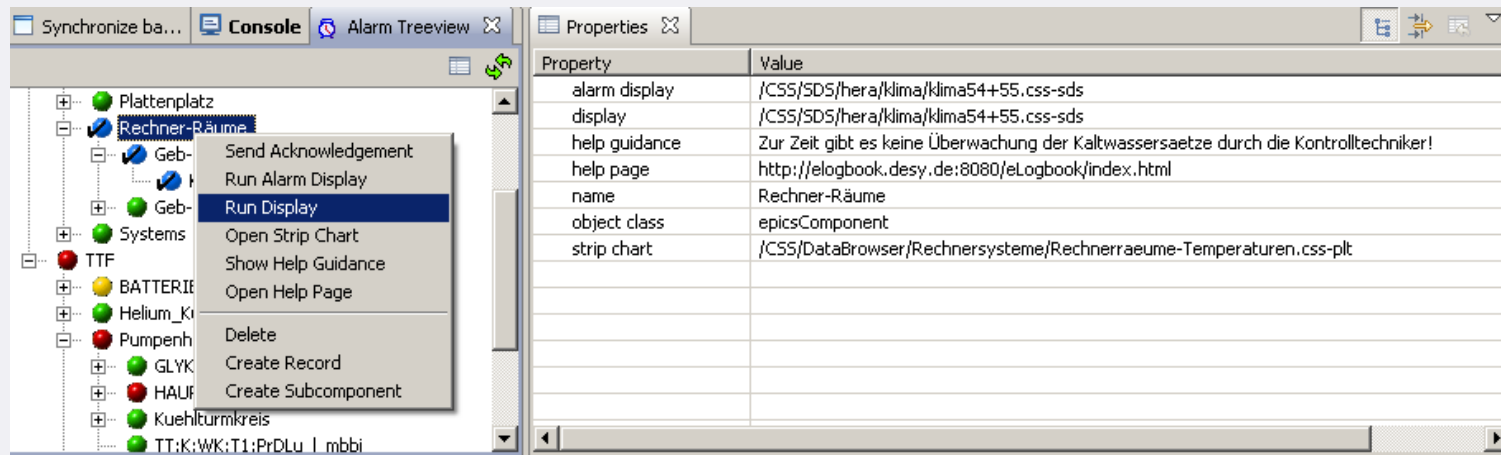 Synchronize ba... Console Alarm Treeview
Plattenplatz
Rechner-Räume
Geb-
Geb-
Systems
TTF
BATTERIE
Helium_K
Pumpenh
GLYK
HAUP
Kuehlturmkreis
TT:K:WK:T1:PrDLu | mbbi
Send Acknowledgement
Run Alarm Display
Run Display
Open Strip Chart
Show Help Guidance
Open Help Page
Delete
Create Record
Create Subcomponent
Properties
Property Value
alarm display /CSS/SDS/hera/klima/klima54+55.css-sds
display /CSS/SDS/hera/klima/klima54+55.css-sds
help guidance Zur Zeit gibt es keine Überwachung der Kaltwassersaetze durch die Kontrolltechniker!
help page http://elogbook.desy.de:8080/eLogbook/index.html
name Rechner-Räume
object class epicsComponent
strip chart /CSS/DataBrowser/Rechnersysteme/Rechnerraeume-Temperaturen.css-plt